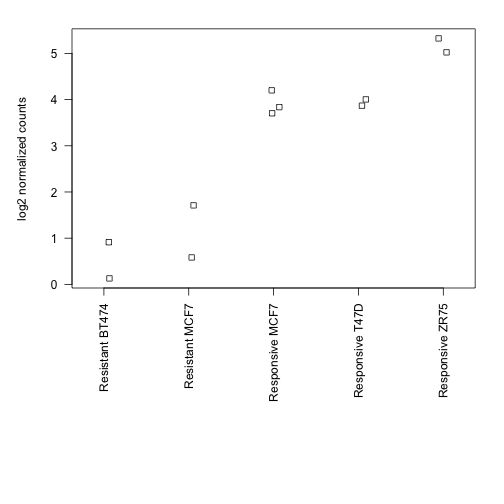 log2 normalized counts
5
4
3
2
1
0
Resistant BT474
Resistant MCF7
Responsive MCF7
Responsive T47D
Responsive ZR75